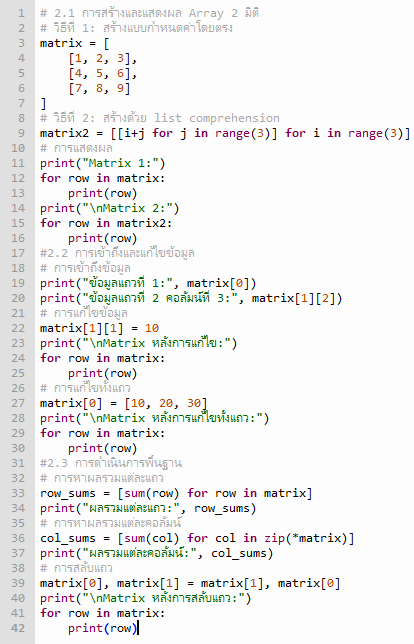 1 # 2.1 การสร้างและแสดงผล Array 2 มิติ
2 # วิธีที่ 1: สร้างแบบกำหนดค่าโดยตรง
3 matrix = [
4     [1, 2, 3],
5     [4, 5, 6],
6     [7, 8, 9]
7 ]
8 # วิธีที่ 2: สร้างด้วย list comprehension
9 matrix2 = [[i+j for j in range(3)] for i in range(3)]
10 # การแสดงผล
11 print("Matrix 1:")
12 for row in matrix:
13     print(row)
14 print("\nMatrix 2:")
15 for row in matrix2:
16     print(row)
17 #2.2 การเข้าถึงและแก้ไขข้อมูล
18 # การเข้าถึงข้อมูล
19 print("ข้อมูลแถวที่ 1:", matrix[0])
20 print("ข้อมูลแถวที่ 2 คอลัมน์ที่ 3:", matrix[1][2])
21 # การแก้ไขข้อมูล
22 matrix[1][1] = 10
23 print("\nMatrix หลังการแก้ไข:")
24 for row in matrix:
25     print(row)
26 # การแก้ไขทั้งแถว
27 matrix[0] = [10, 20, 30]
28 print("\nMatrix หลังการแก้ไขทั้งแถว:")
29 for row in matrix:
30     print(row)
31 #2.3 การดำเนินการพื้นฐาน
32 # การหาผลรวมแต่ละแถว
33 row_sums = [sum(row) for row in matrix]
34 print("ผลรวมแต่ละแถว:", row_sums)
35 # การหาผลรวมแต่ละคอลัมน์
36 col_sums = [sum(col) for col in zip(*matrix)]
37 print("ผลรวมแต่ละคอลัมน์:", col_sums)
38 # การสลับแถว
39 matrix[0], matrix[1] = matrix[1], matrix[0]
40 print("\nMatrix หลังการสลับแถว:")
41 for row in matrix:
42     print(row)